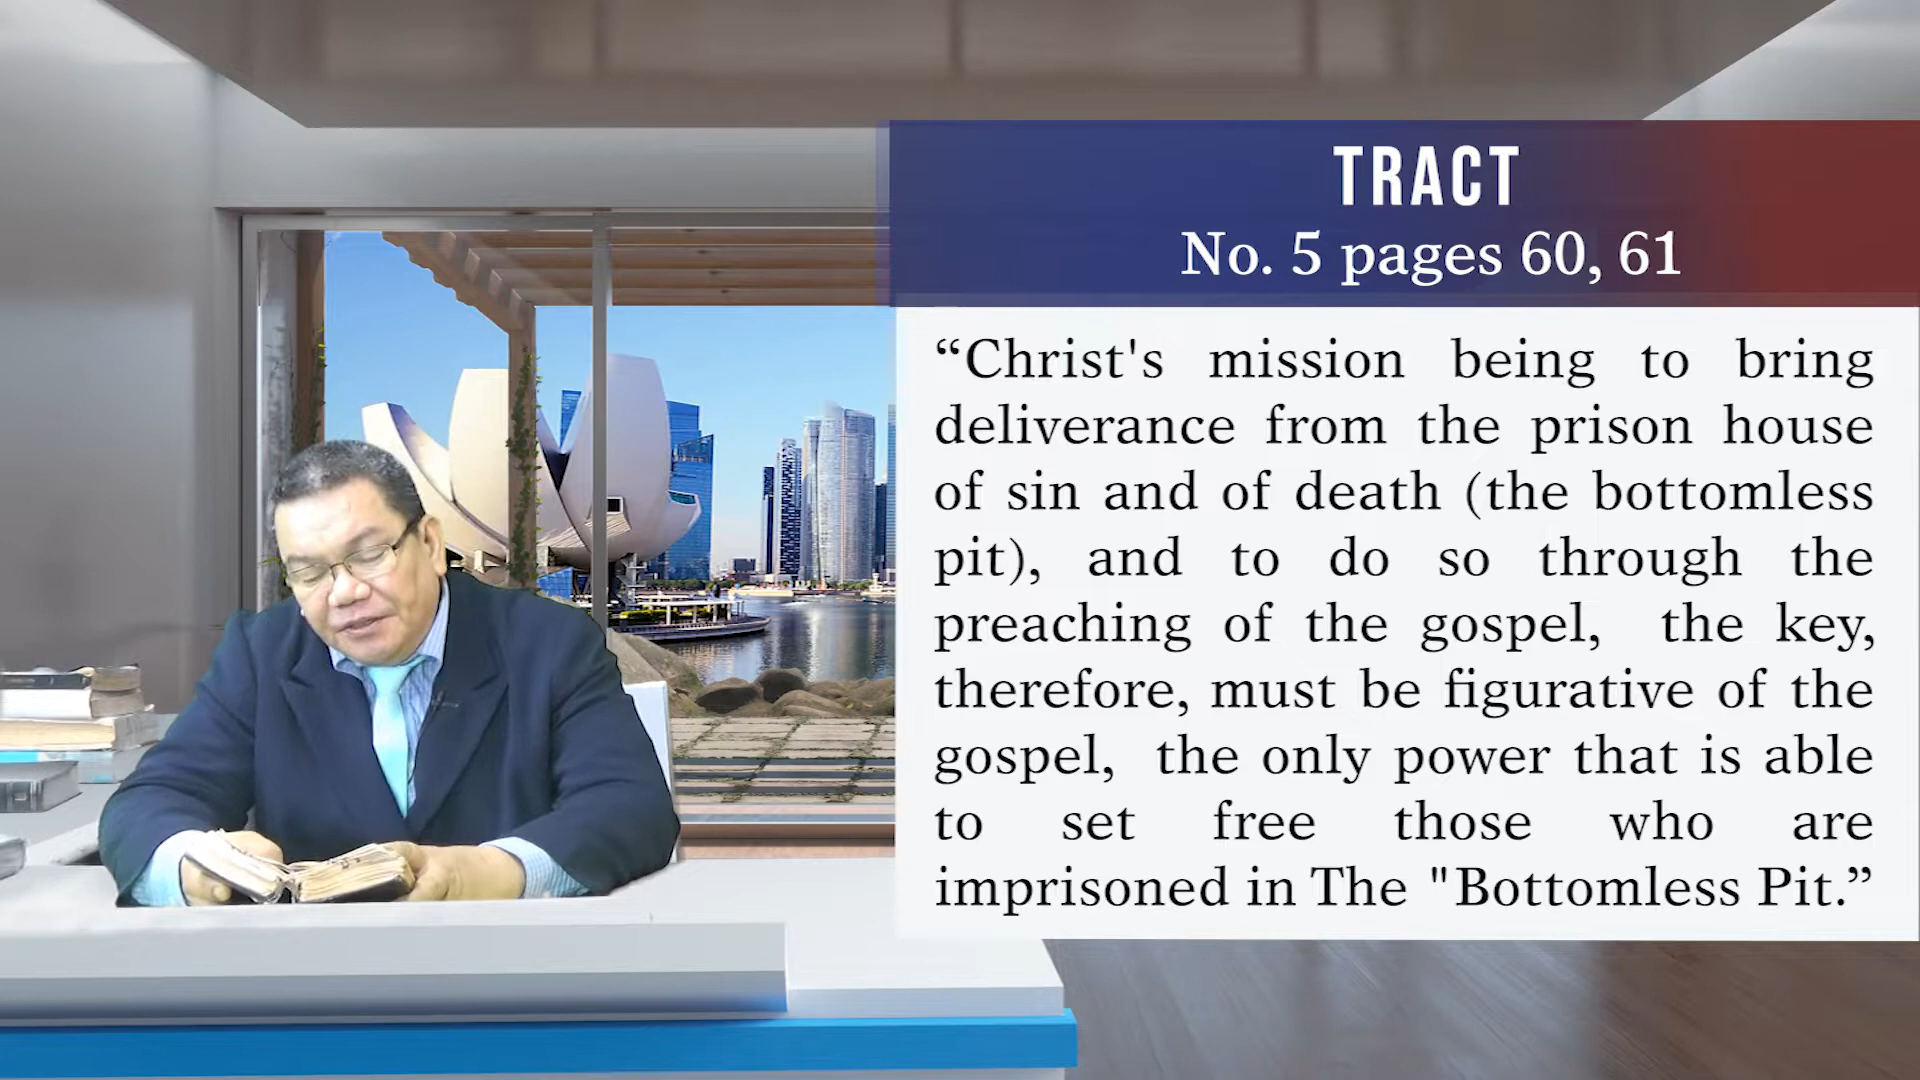 TRACT
No. 5 pages 60, 61
“Christ's mission being to bring
deliverance from the prison house
of sin and of death (the bottomless
pit), and to do so through the
preaching of the gospel, the key,
therefore, must be figurative of the
gospel, the only power that is able
to set free those who are
imprisoned in The "Bottomless Pit.”